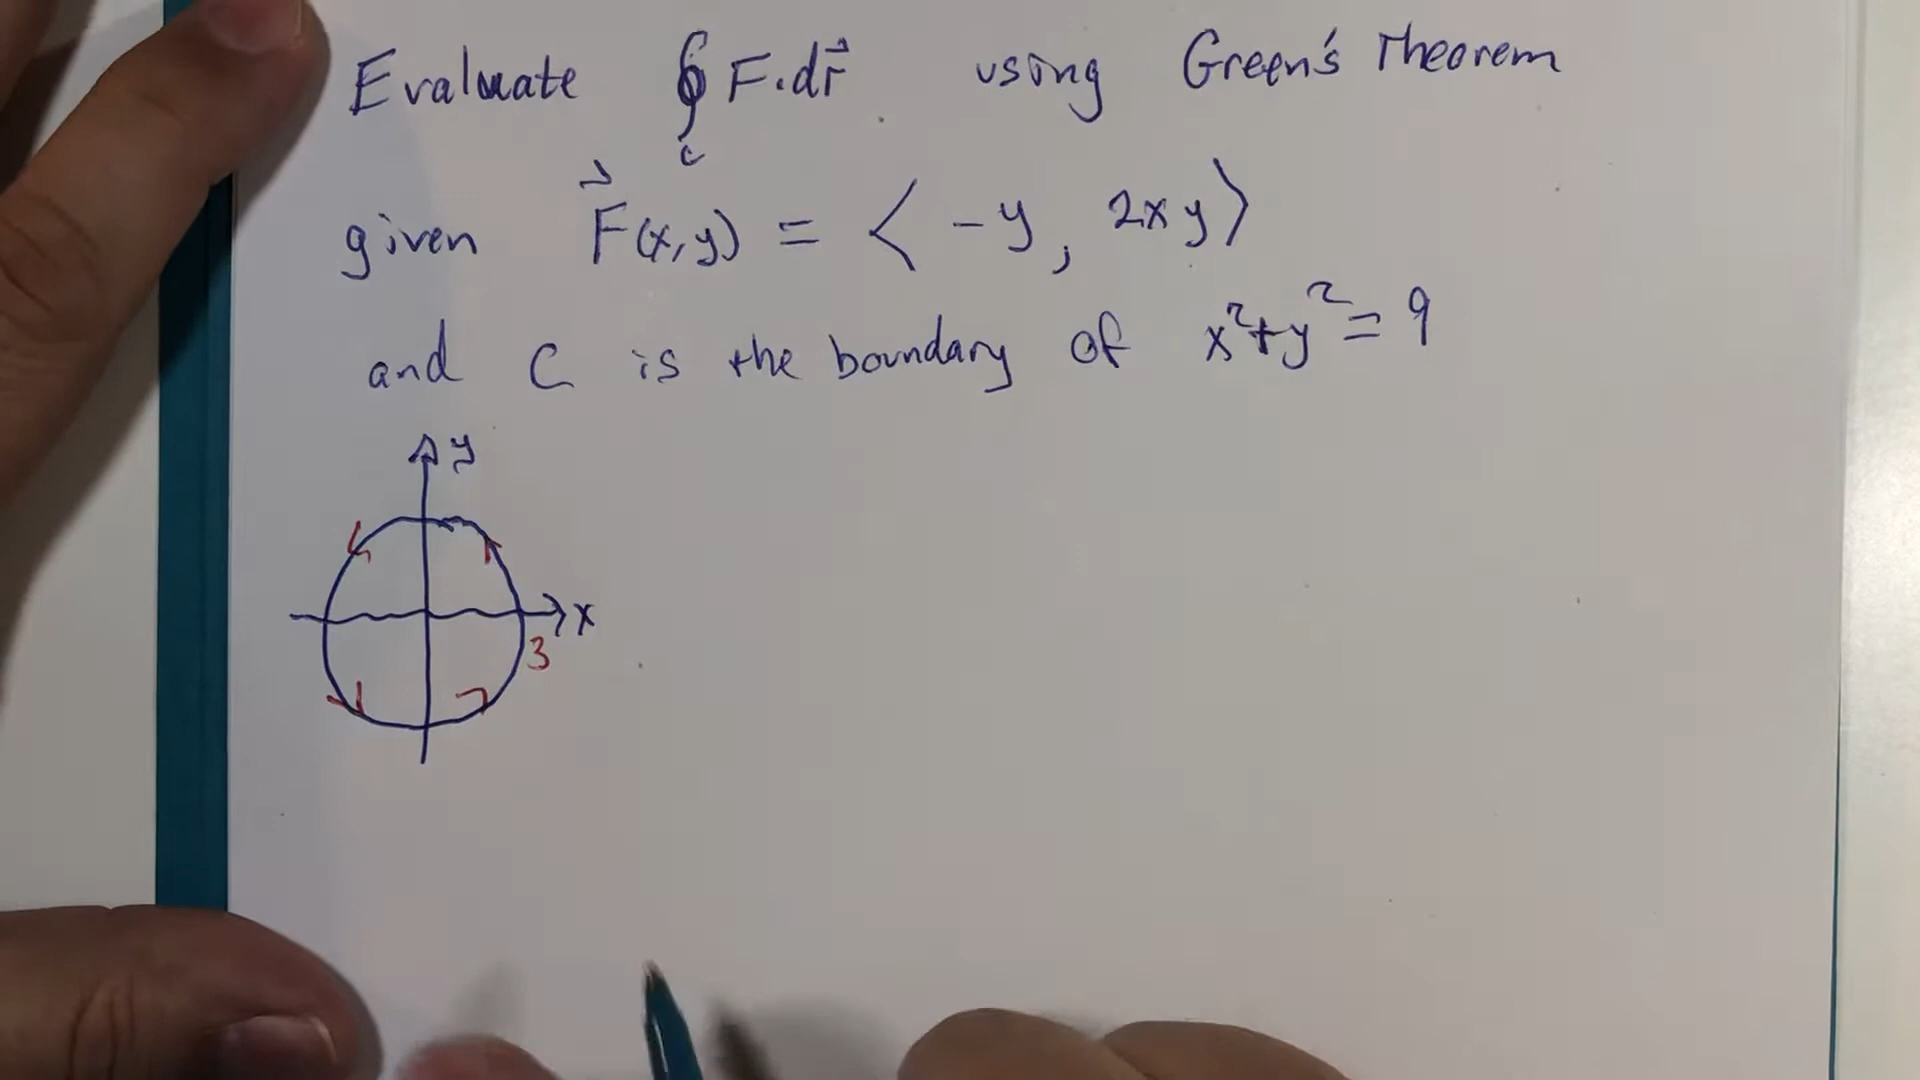 Evaluate ∮_C F·dr⃗ using Green's Theorem
given F⃗(x,y) = ⟨-y, 2xy⟩
and C is the boundary of x²+y²=9
y
x
3